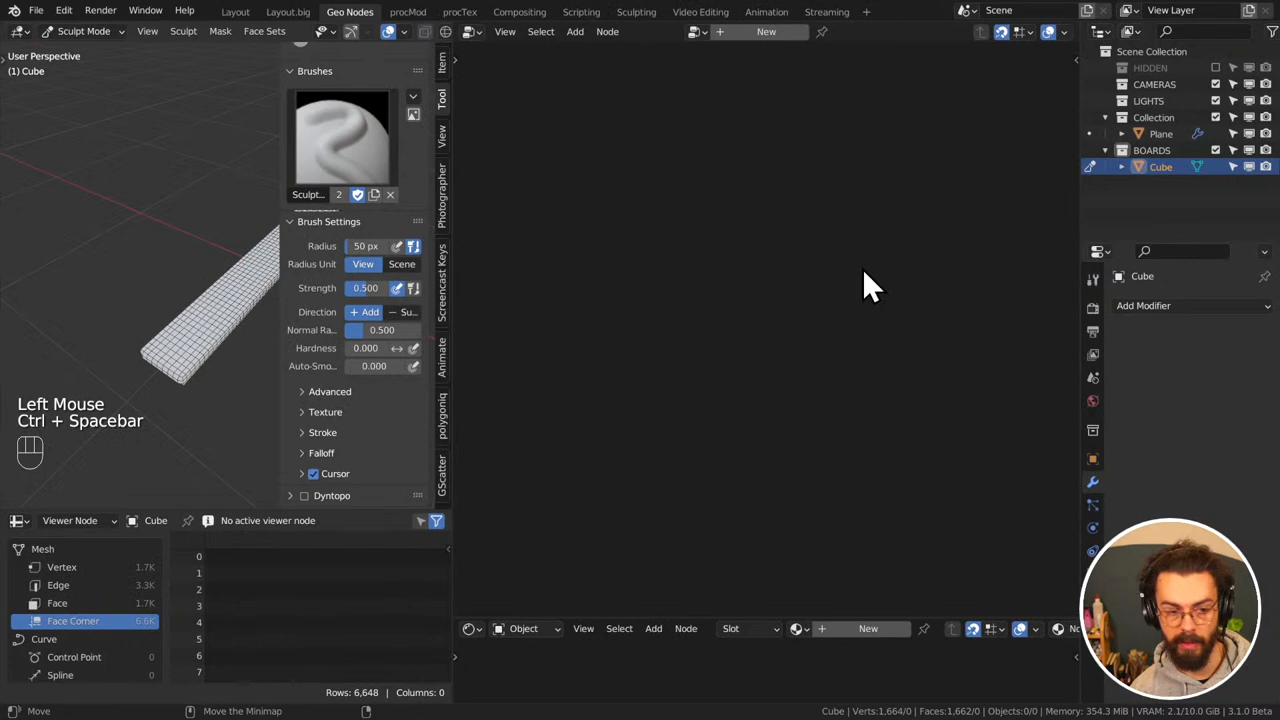 File Edit Render Window Help Layout Layout.big Geo Nodes procMod procTex Compositing Scripting Sculpting Video Editing Animation Streaming + Scene View Layer
Sculpt Mode View Sculpt Mask Face Sets View Select Add Node + New
User Perspective
(1) Cube
Brushes
Sculpt... 2
Brush Settings
Radius 50 px
Radius Unit View Scene
Strength 0.500
Direction + Add — Su...
Normal Ra... 0.500
Hardness 0.000
Auto-Smo... 0.000
Advanced
Texture
Stroke
Falloff
Cursor
Dyntopo
Item
Tool
View
Photographer
Screencast Keys
Animate
polygoniq
GScatter
Left Mouse
Ctrl + Spacebar
Scene Collection
HIDDEN
CAMERAS
LIGHTS
Collection
Plane
BOARDS
Cube
Cube
Add Modifier
Viewer Node Cube No active viewer node
Mesh
Vertex 1.7K
Edge 3.3K
Face 1.7K
Face Corner 6.6K
Curve
Control Point 0
Spline 0
0
1
2
3
4
5
6
7
Rows: 6,648 | Columns: 0
Object View Select Add Node Slot + New
Move Move the Minimap Cube | Verts:1,664/0 | Faces:1,662/0 | Objects:0/0 | Memory: 354.3 MiB | VRAM: 2.1/10.0 GiB | 3.1.0 Beta